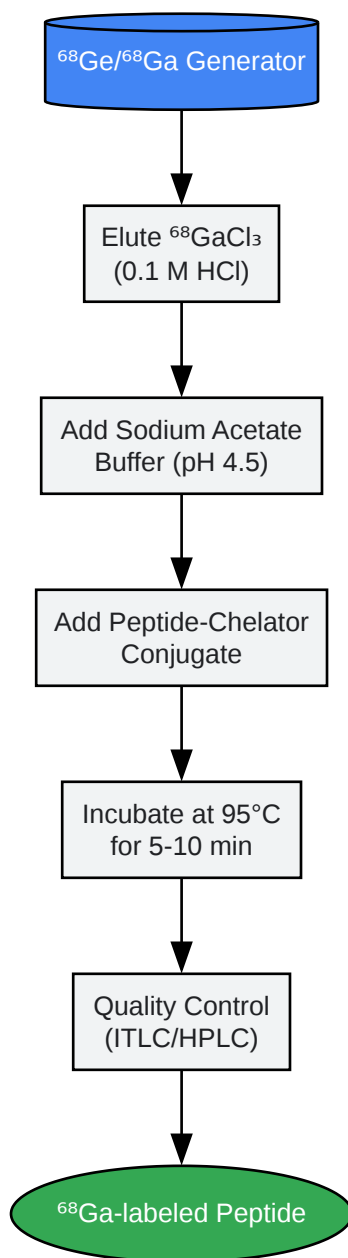 ⁶⁸Ge/⁶⁸Ga Generator
Elute ⁶⁸GaCl₃
(0.1 M HCl)
Add Sodium Acetate
Buffer (pH 4.5)
Add Peptide-Chelator
Conjugate
Incubate at 95°C
for 5-10 min
Quality Control
(ITLC/HPLC)
⁶⁸Ga-labeled Peptide